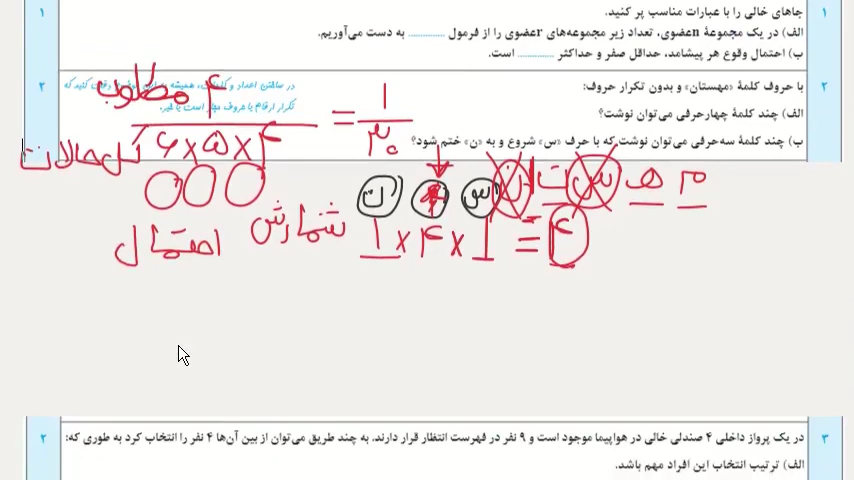 ۱ جاهای خالی را با عبارات مناسب پر کنید. ۱
الف) در یک مجموعهٔ nعضوی، تعداد زیر مجموعه‌های rعضوی را از فرمول ............ به دست می‌آوریم.
ب) احتمال وقوع هر پیشامد، حداقل صفر و حداکثر ............ است.
۲ با حروف کلمهٔ «مهستان» و بدون تکرار حروف: ۲
الف) چند کلمهٔ چهارحرفی می‌توان نوشت؟
ب) چند کلمهٔ سه‌حرفی می‌توان نوشت که با حرف «س» شروع و به «ن» ختم شود؟
در ساختن اعداد و کلمات، همیشه به این
تکرار ارقام یا حروف مجاز است یا خیر.
مطلوب ۴
کل حالات ۶×۵×۴ = ۱/۳۰
م ه س ت ا ن
س ن
شمارش ۱ × ۴ × ۱ = ۴
احتمال
۳ در یک پرواز داخلی ۴ صندلی خالی در هواپیما موجود است و ۹ نفر در فهرست انتظار قرار دارند. به چند طریق می‌توان از بین آن‌ها ۴ نفر را انتخاب کرد به طوری که: ۲
الف) ترتیب انتخاب این افراد مهم باشد.